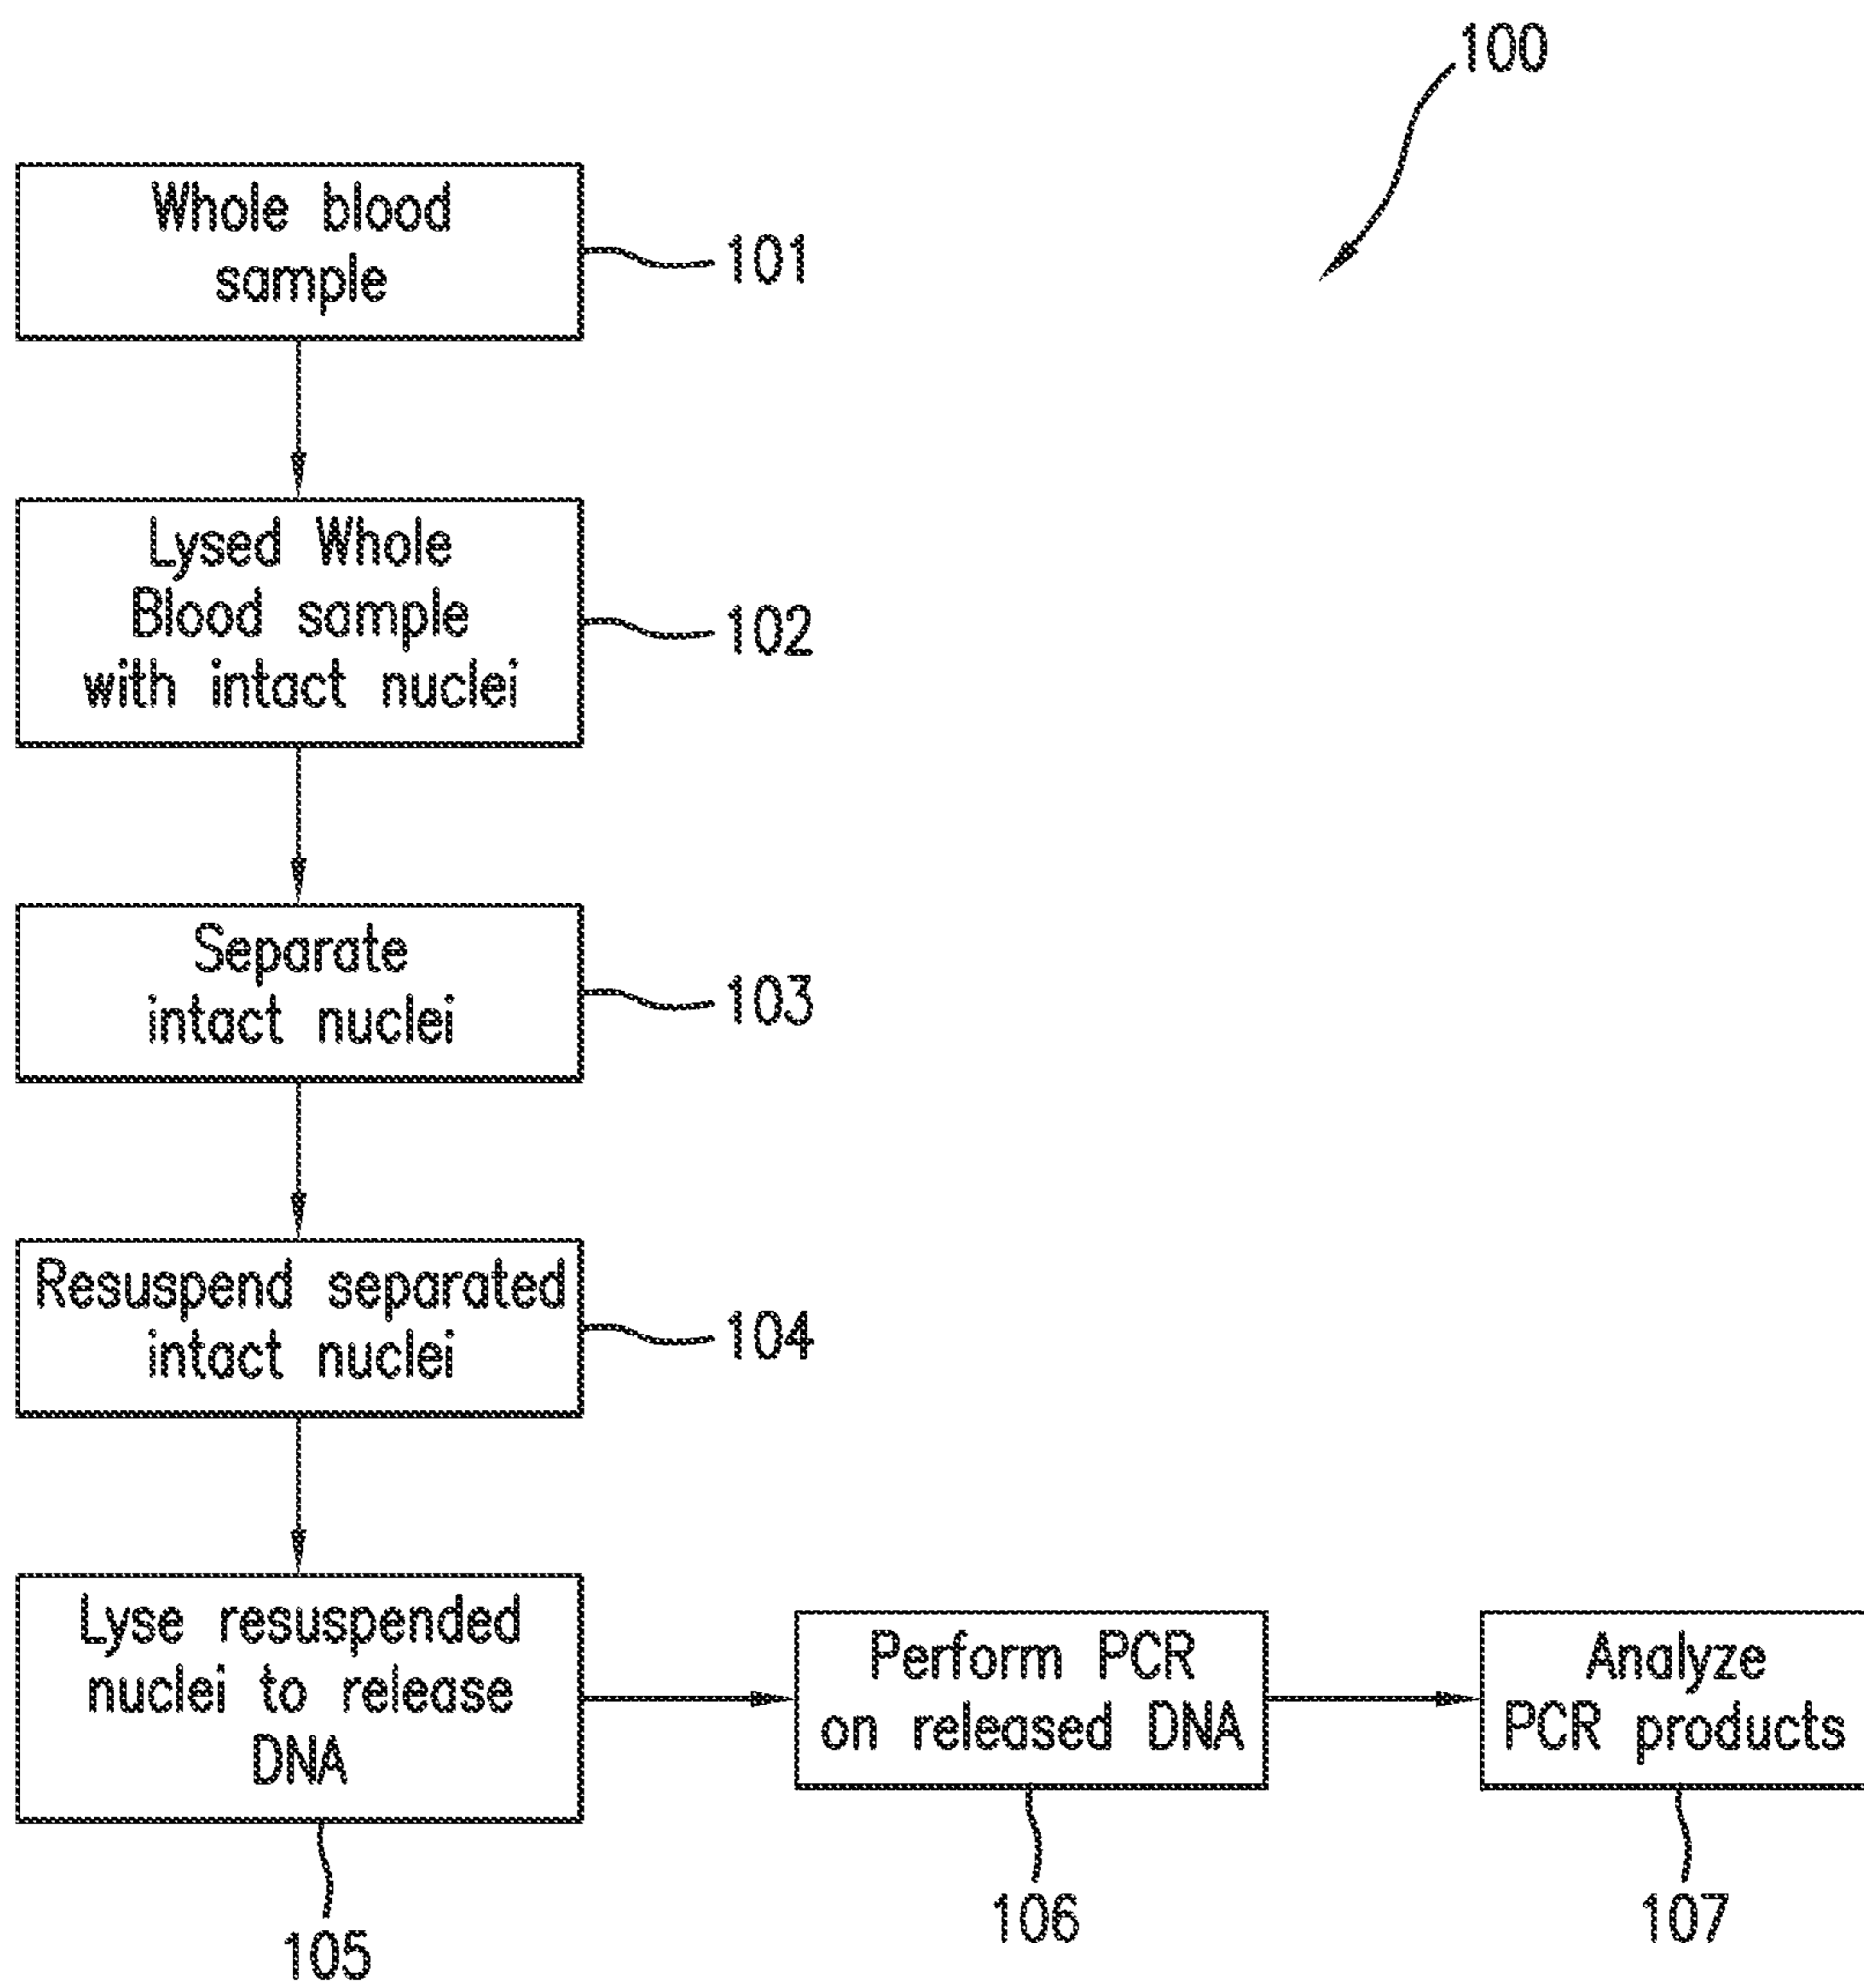 100
Whole blood
sample
101
Lysed Whole
Blood sample
with intact nuclei
102
Separate
intact nuclei
103
Resuspend separated
intact nuclei
104
Lyse resuspended
nuclei to release
DNA
105
Perform PCR
on released DNA
106
Analyze
PCR products
107